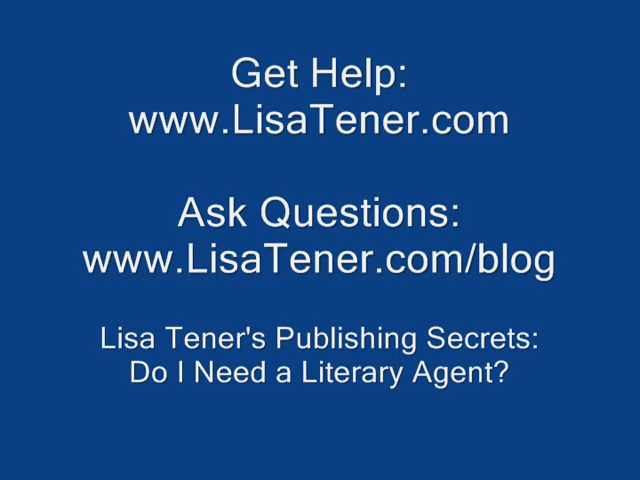 Get Help:
www.LisaTener.com
Ask Questions:
www.LisaTener.com/blog
Lisa Tener's Publishing Secrets:
Do I Need a Literary Agent?